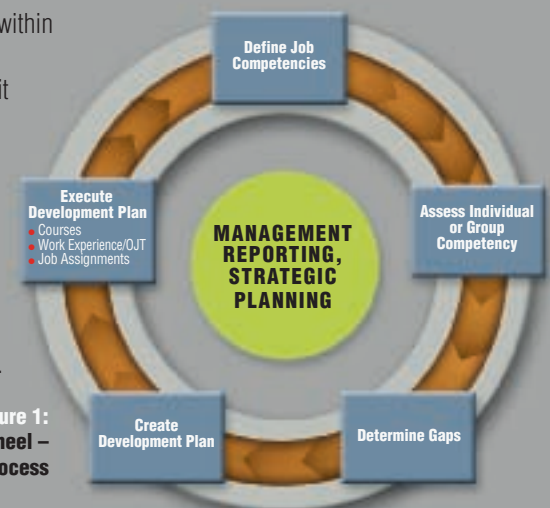 within
it
Define Job
Competencies
Assess Individual
or Group
Competency
Determine Gaps
Create
Development Plan
Execute
Development Plan
• Courses
• Work Experience/OJT
• Job Assignments
MANAGEMENT
REPORTING,
STRATEGIC
PLANNING
ure 1:
neel –
ocess